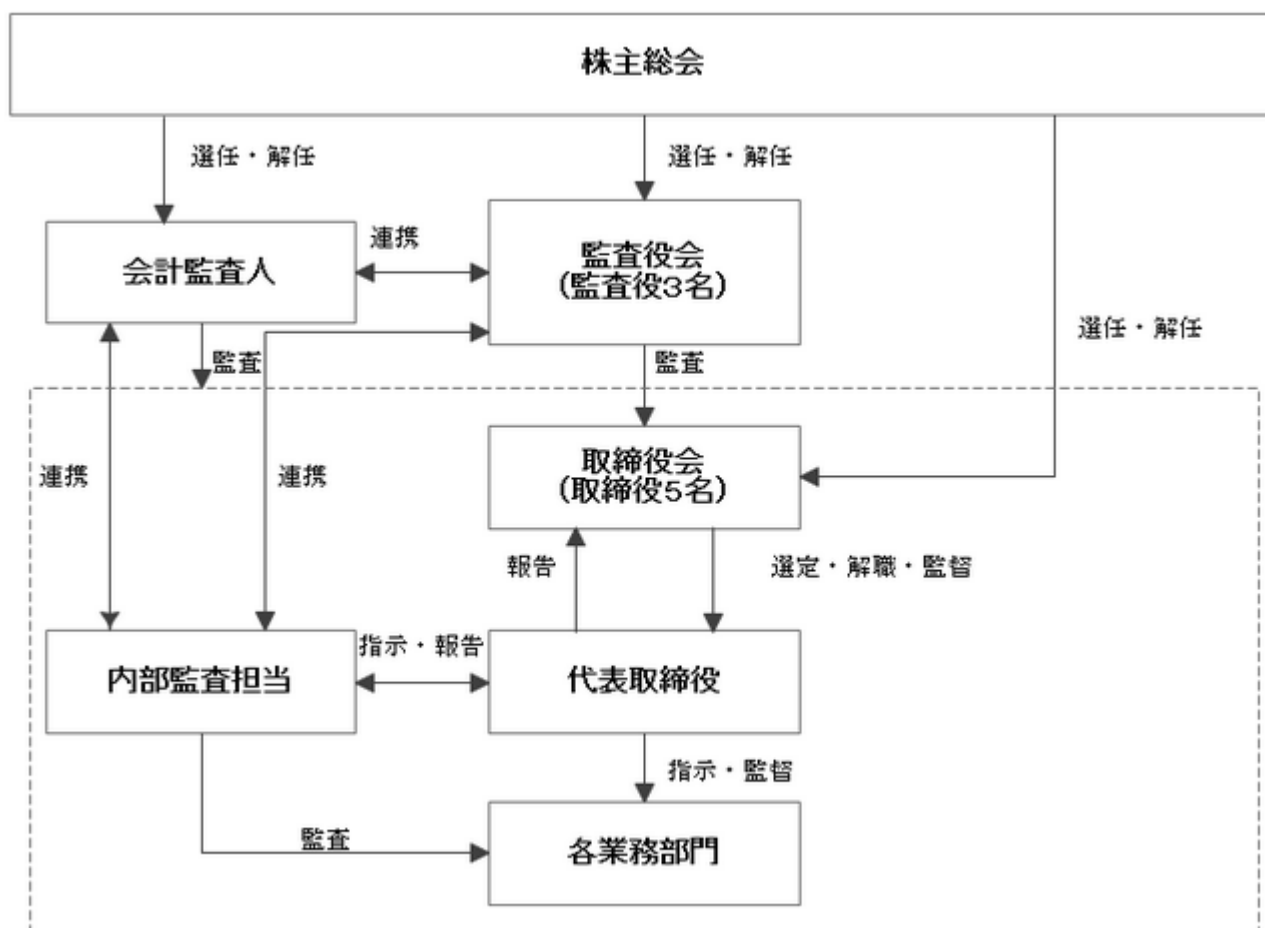 株主総会
選任・解任
選任・解任
会計監査人
連携
監査役会
(監査役3名)
選任・解任
監査
監査
連携
連携
取締役会
(取締役5名)
報告
選定・解職・監督
内部監査担当
指示・報告
代表取締役
指示・監督
監査
各業務部門